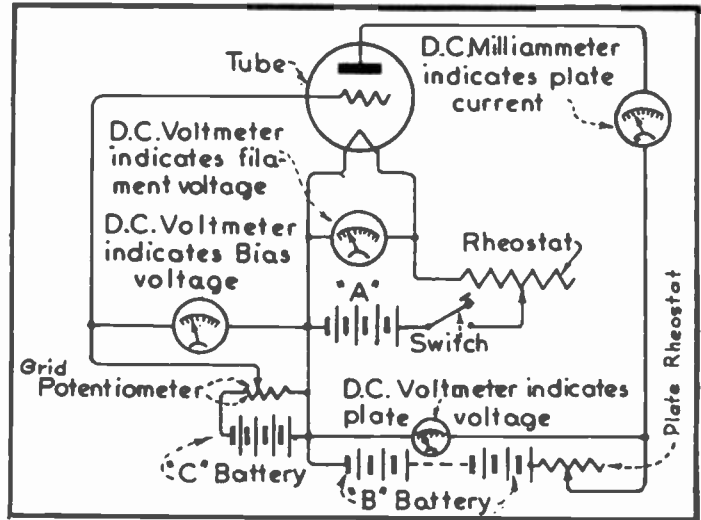 Tube
D.C.Milliammeter
indicates plate
current
D.C.Voltmeter
indicates fila-
ment voltage
D.C. Voltmeter
indicates Bias
voltage
Rheostat
"A"
Switch
Grid
Potentiometer
D.C. Voltmeter indicates
plate voltage
Plate Rheostat
"C" Battery
"B" Battery